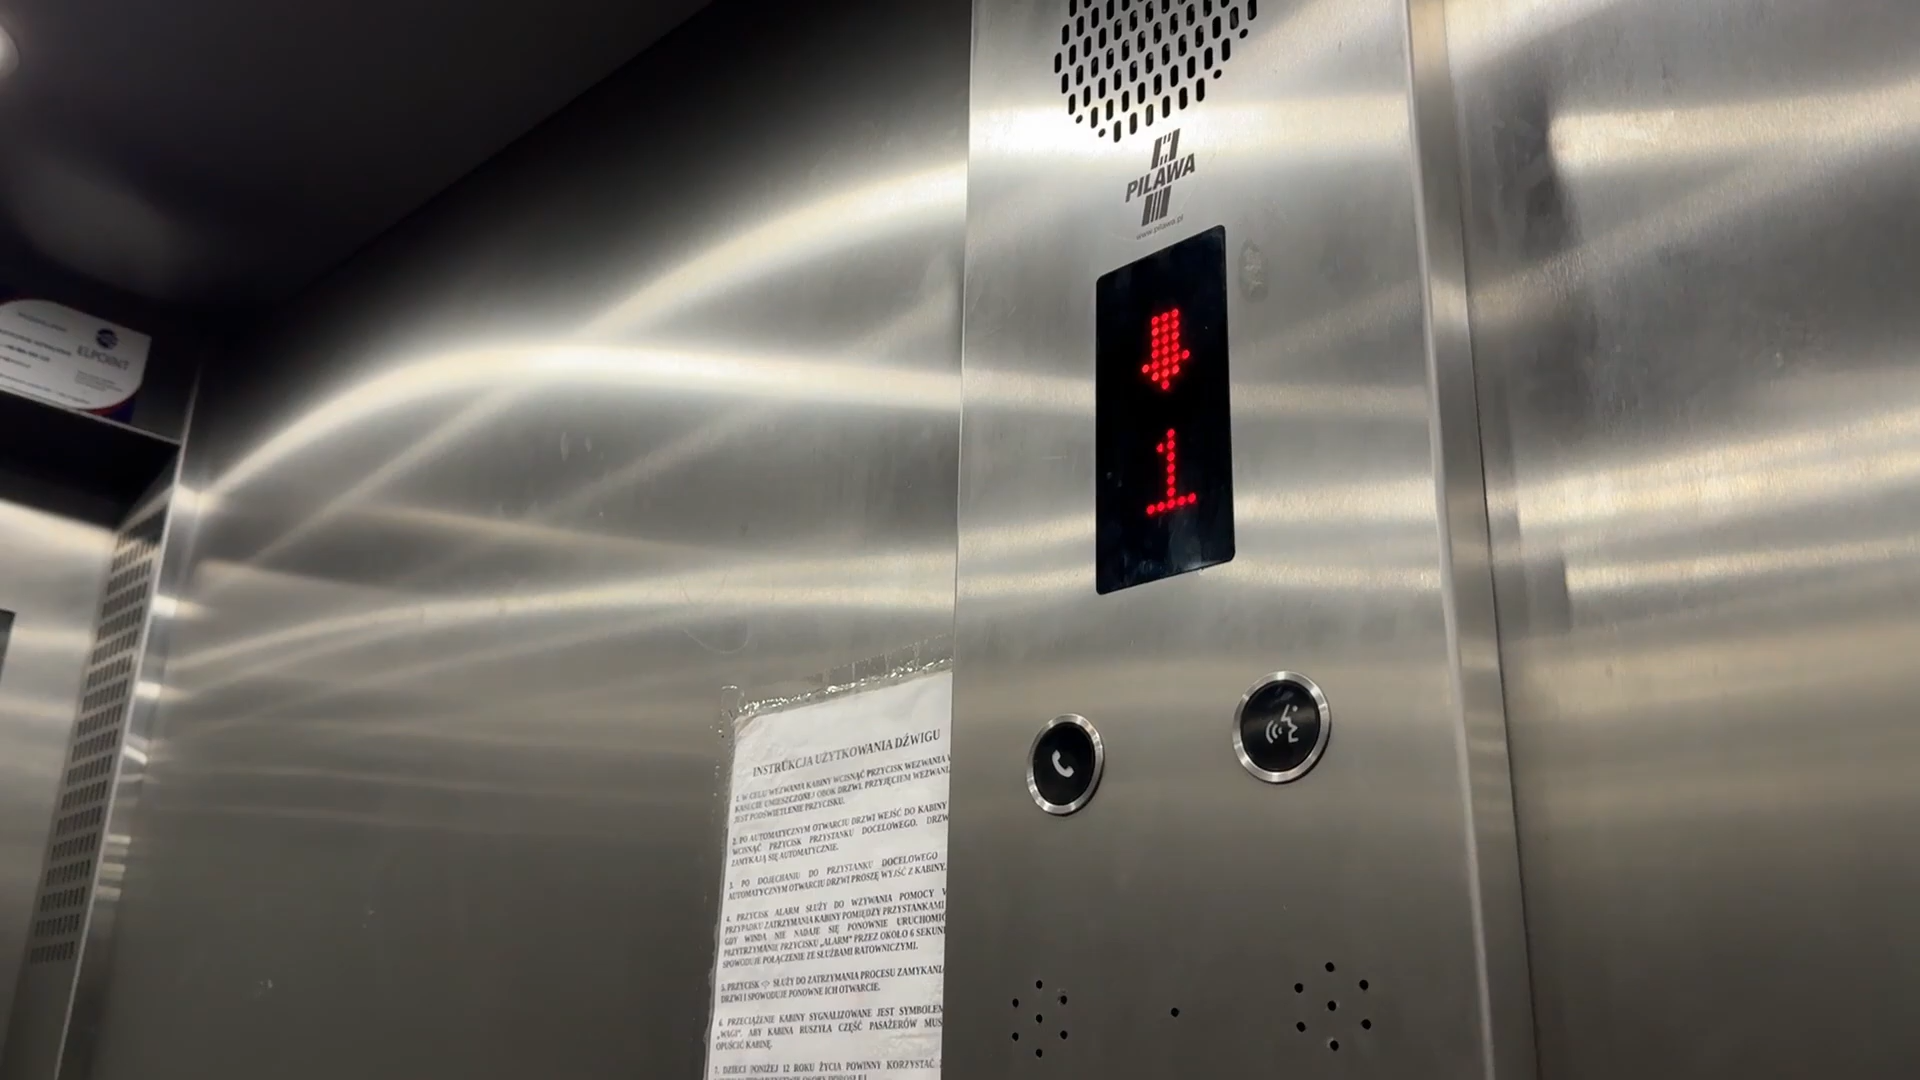 PILAWA
www.pilawa.pl
1
ELPOINT
INSTRUKCJA UŻYTKOWANIA DŹWIGU
1. W CELU WEZWANIA KABINY WCISNĄĆ PRZYCISK WEZWANIA
KASECIE UMIESZCZONEJ OBOK DRZWI. PRZYJĘCIEM WEZWANI
JEST PODŚWIETLENIE PRZYCISKU.
2. PO AUTOMATYCZNYM OTWARCIU DRZWI WEJŚĆ DO KABINY
WCISNĄĆ PRZYCISK PRZYSTANKU DOCELOWEGO. DRZW
ZAMYKAJĄ SIĘ AUTOMATYCZNIE.
3. PO DOJECHANIU DO PRZYSTANKU DOCELOWEGO
AUTOMATYCZNYM OTWARCIU DRZWI PROSZĘ WYJŚĆ Z KABINY.
4. PRZYCISK ALARM SŁUŻY DO WZYWANIA POMOCY W
PRZYPADKU ZATRZYMANIA KABINY POMIĘDZY PRZYSTANKAMI
GDY WINDA NIE NADAJE SIĘ PONOWNIE URUCHOMIĆ
PRZYTRZYMANIE PRZYCISKU „ALARM" PRZEZ OKOŁO 6 SEKUN
SPOWODUJE POŁĄCZENIE ZE SŁUŻBAMI RATOWNICZYMI.
5. PRZYCISK SŁUŻY DO ZATRZYMANIA PROCESU ZAMYKANI
DRZWI I SPOWODUJE PONOWNE ICH OTWARCIE.
6. PRZECIĄŻENIE KABINY SYGNALIZOWANE JEST SYMBOLEM
„WAGI". ABY KABINA RUSZYŁA CZĘŚĆ PASAŻERÓW MUS
OPUŚCIĆ KABINĘ.
7. DZIECI PONIŻEJ 12 ROKU ŻYCIA POWINNY KORZYSTAĆ